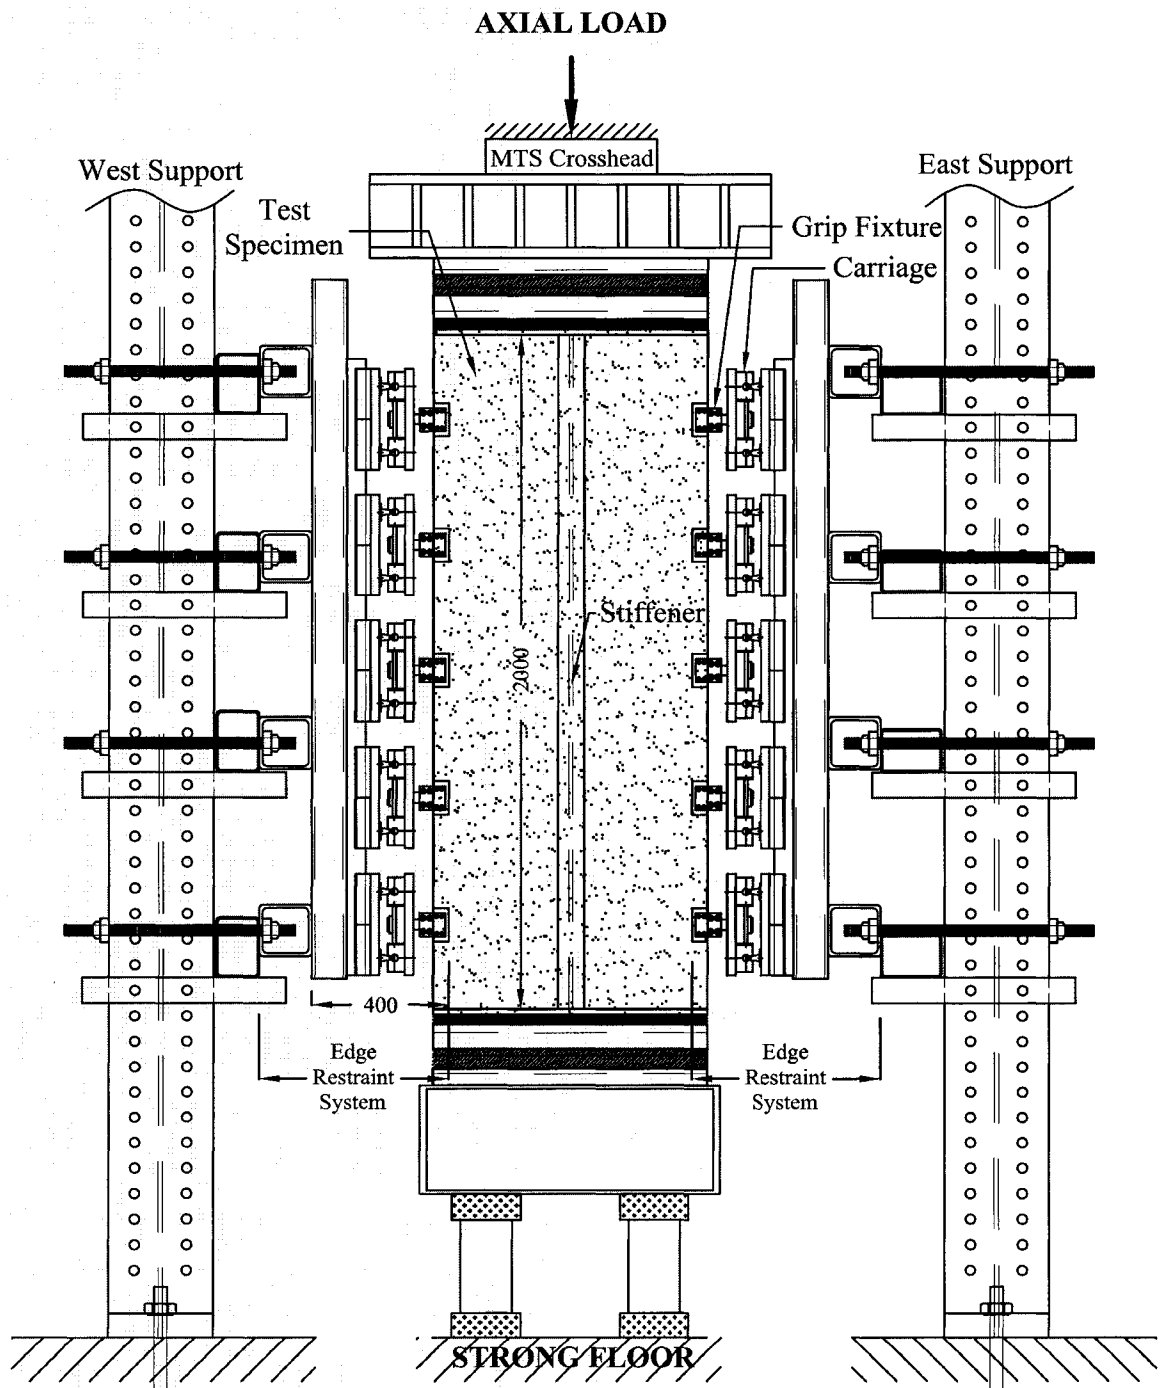 AXIAL LOAD
MTS Crosshead
West Support
East Support
Test
Specimen
Grip Fixture
Carriage
Stiffener
2000
400
Edge
Restraint
System
Edge
Restraint
System
STRONG FLOOR